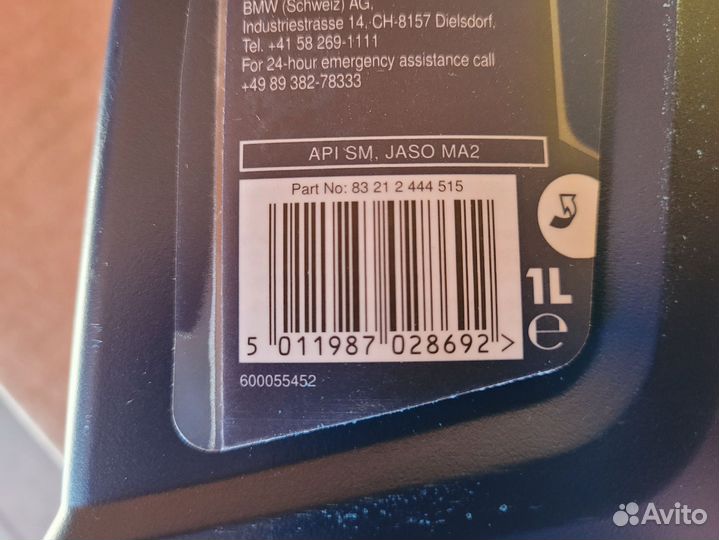 BMW (Schweiz) AG,
Industriestrasse 14, CH-8157 Dielsdorf,
Tel. +41 58 269-1111
For 24-hour emergency assistance call
+49 89 382-78333
API SM, JASO MA2
Part No: 83 21 2 444 515
5 011987 028692 >
1L
e
600055452
Avito